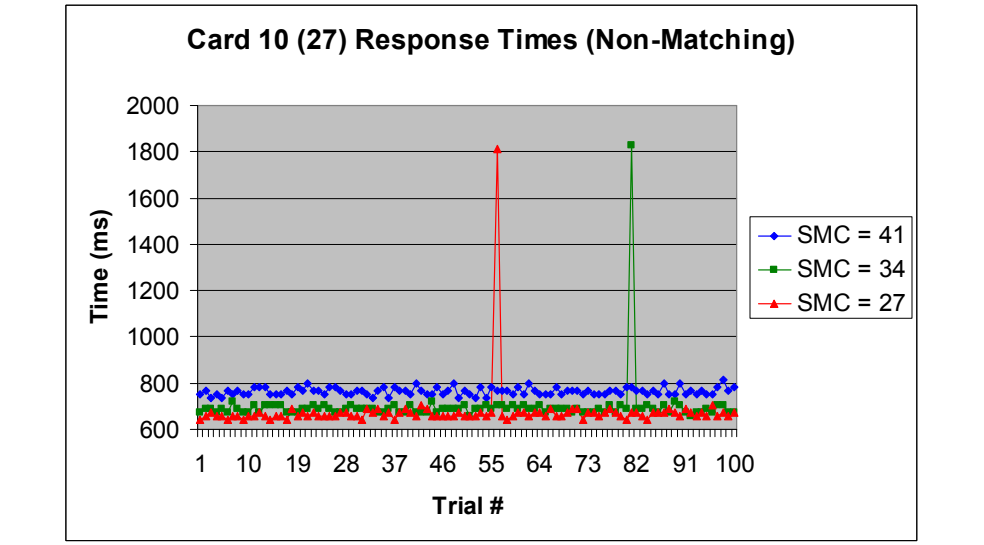 Card 10 (27) Response Times (Non-Matching)
2000
1800
1600
1400
1200
1000
800
600
Time (ms)
1 10 19 28 37 46 55 64 73 82 91 100
Trial #
SMC = 41
SMC = 34
SMC = 27